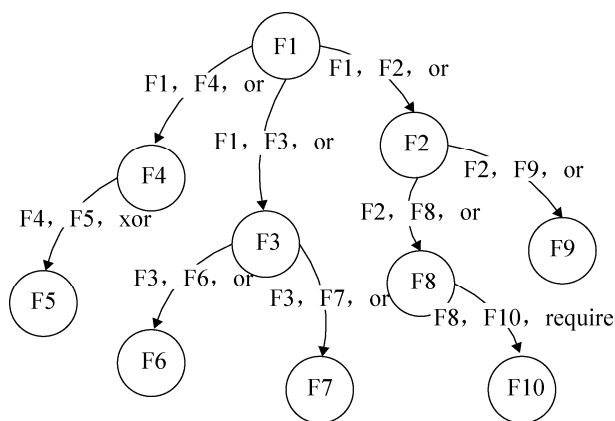 F1
F1，F4，or
F1，F2，or
F1，F3，or
F2
F4
F2，F9，or
F4，F5，xor
F2，F8，or
F3
F9
F3，F6，or
F8
F5
F3，F7，or
F8，F10，require
F6
F7
F10